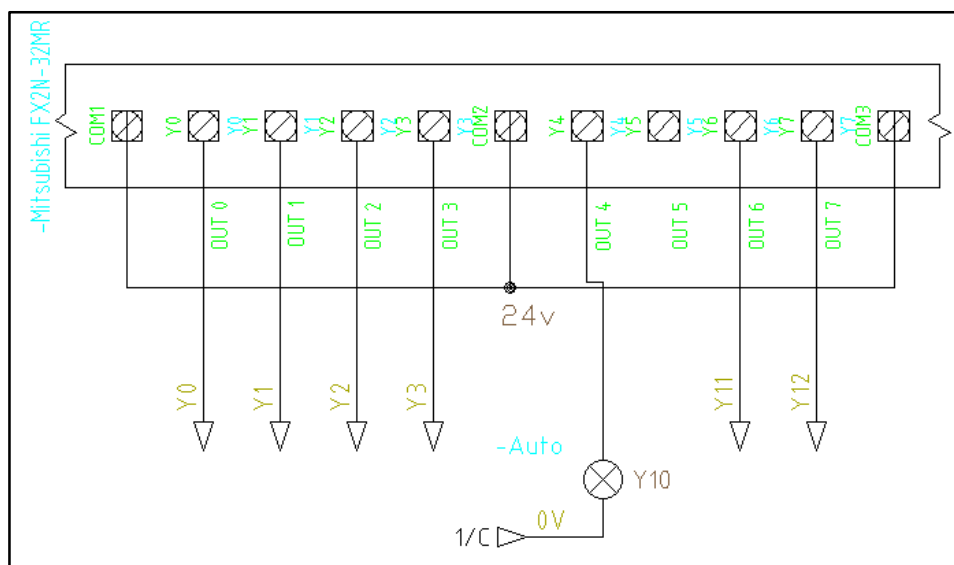 -Mitsubishi FX2N-32MR
COM1 Y0 Y0 Y1 Y1 Y2 Y2 Y3 Y3 COM2 Y4 Y4 Y5 Y5 Y6 Y6 Y7 Y7 COM3
OUT 0 OUT 1 OUT 2 OUT 3 OUT 4 OUT 5 OUT 6 OUT 7
24v
Y0 Y1 Y2 Y3 Y11 Y12
-Auto
Y10
1/C 0V